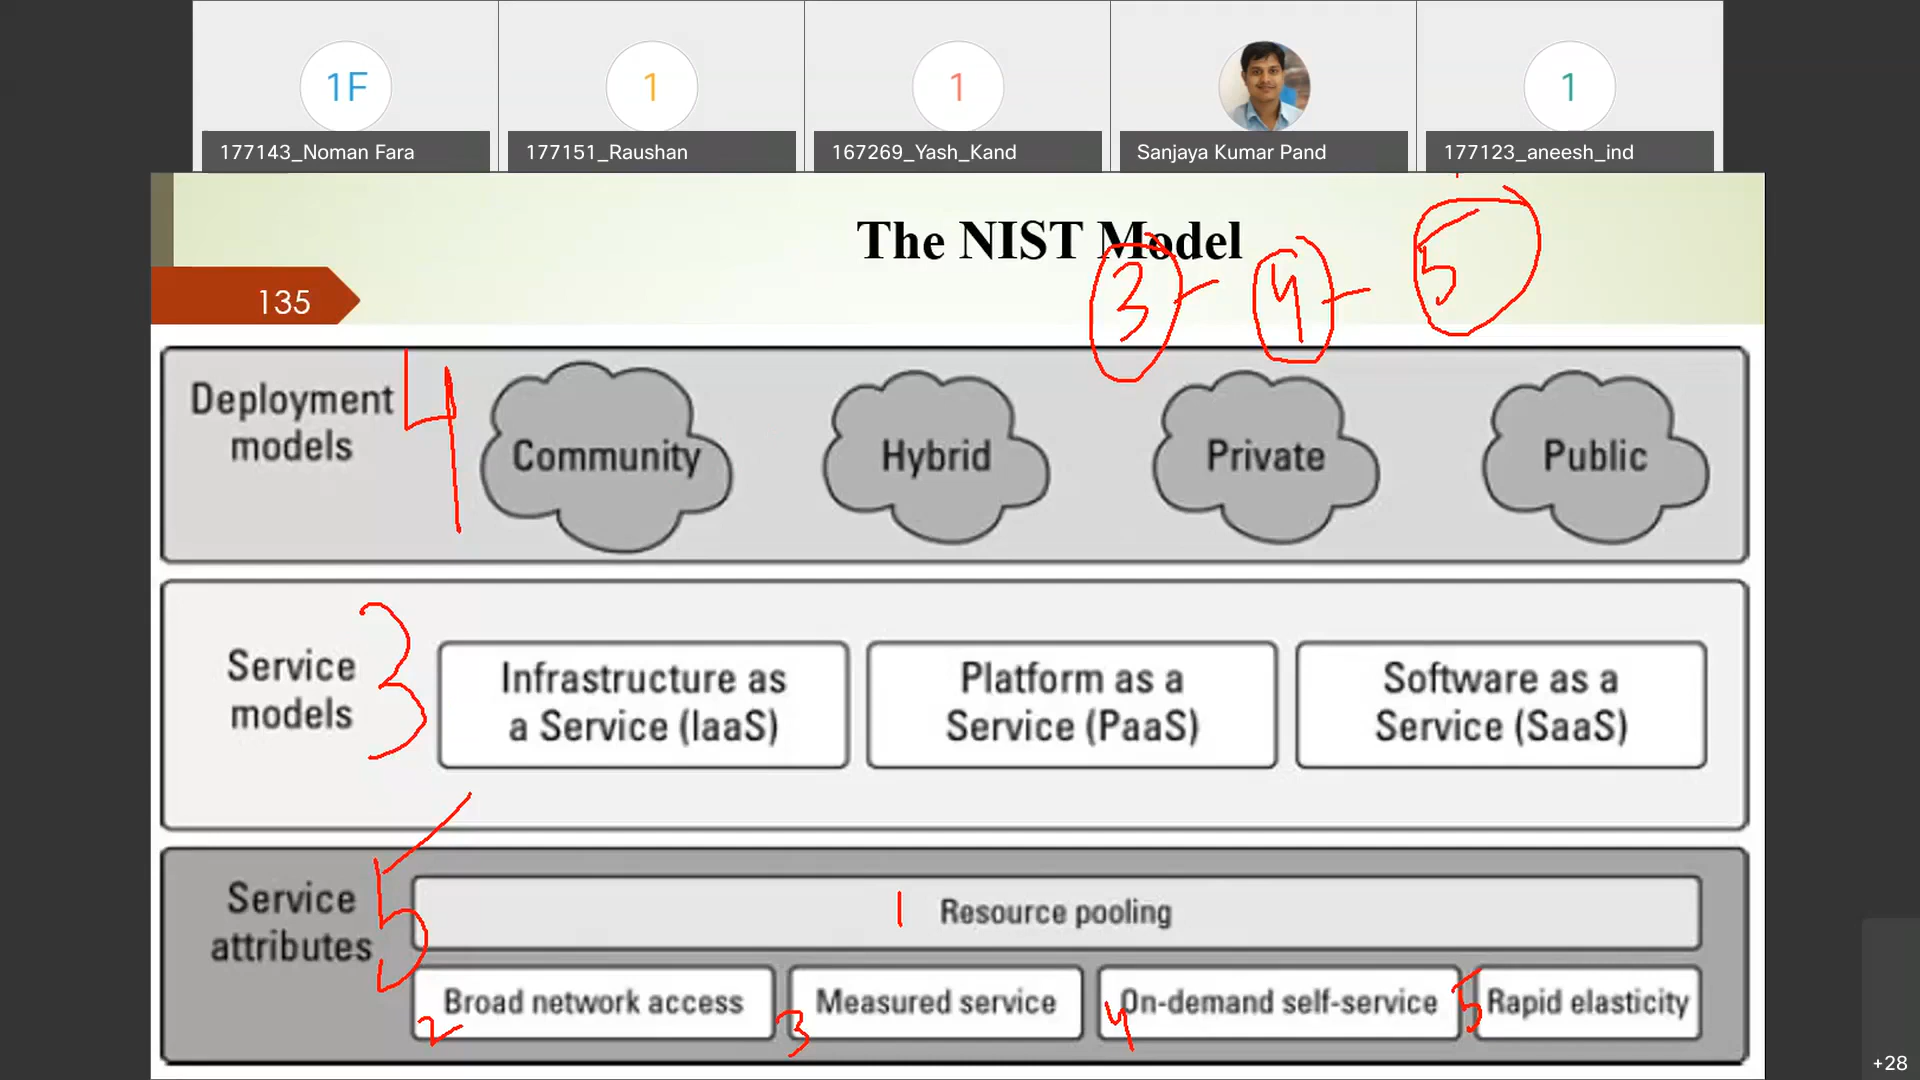 1F
1
1
1
177143_Noman Fara
177151_Raushan
167269_Yash_Kand
Sanjaya Kumar Pand
177123_aneesh_ind
The NIST Model
3 - 4 - 5
135
Deployment
models
4
Community
Hybrid
Private
Public
Service
models
3
Infrastructure as
a Service (IaaS)
Platform as a
Service (PaaS)
Software as a
Service (SaaS)
Service
attributes
5
1 Resource pooling
2 Broad network access
3 Measured service
4 On-demand self-service
5 Rapid elasticity
+28